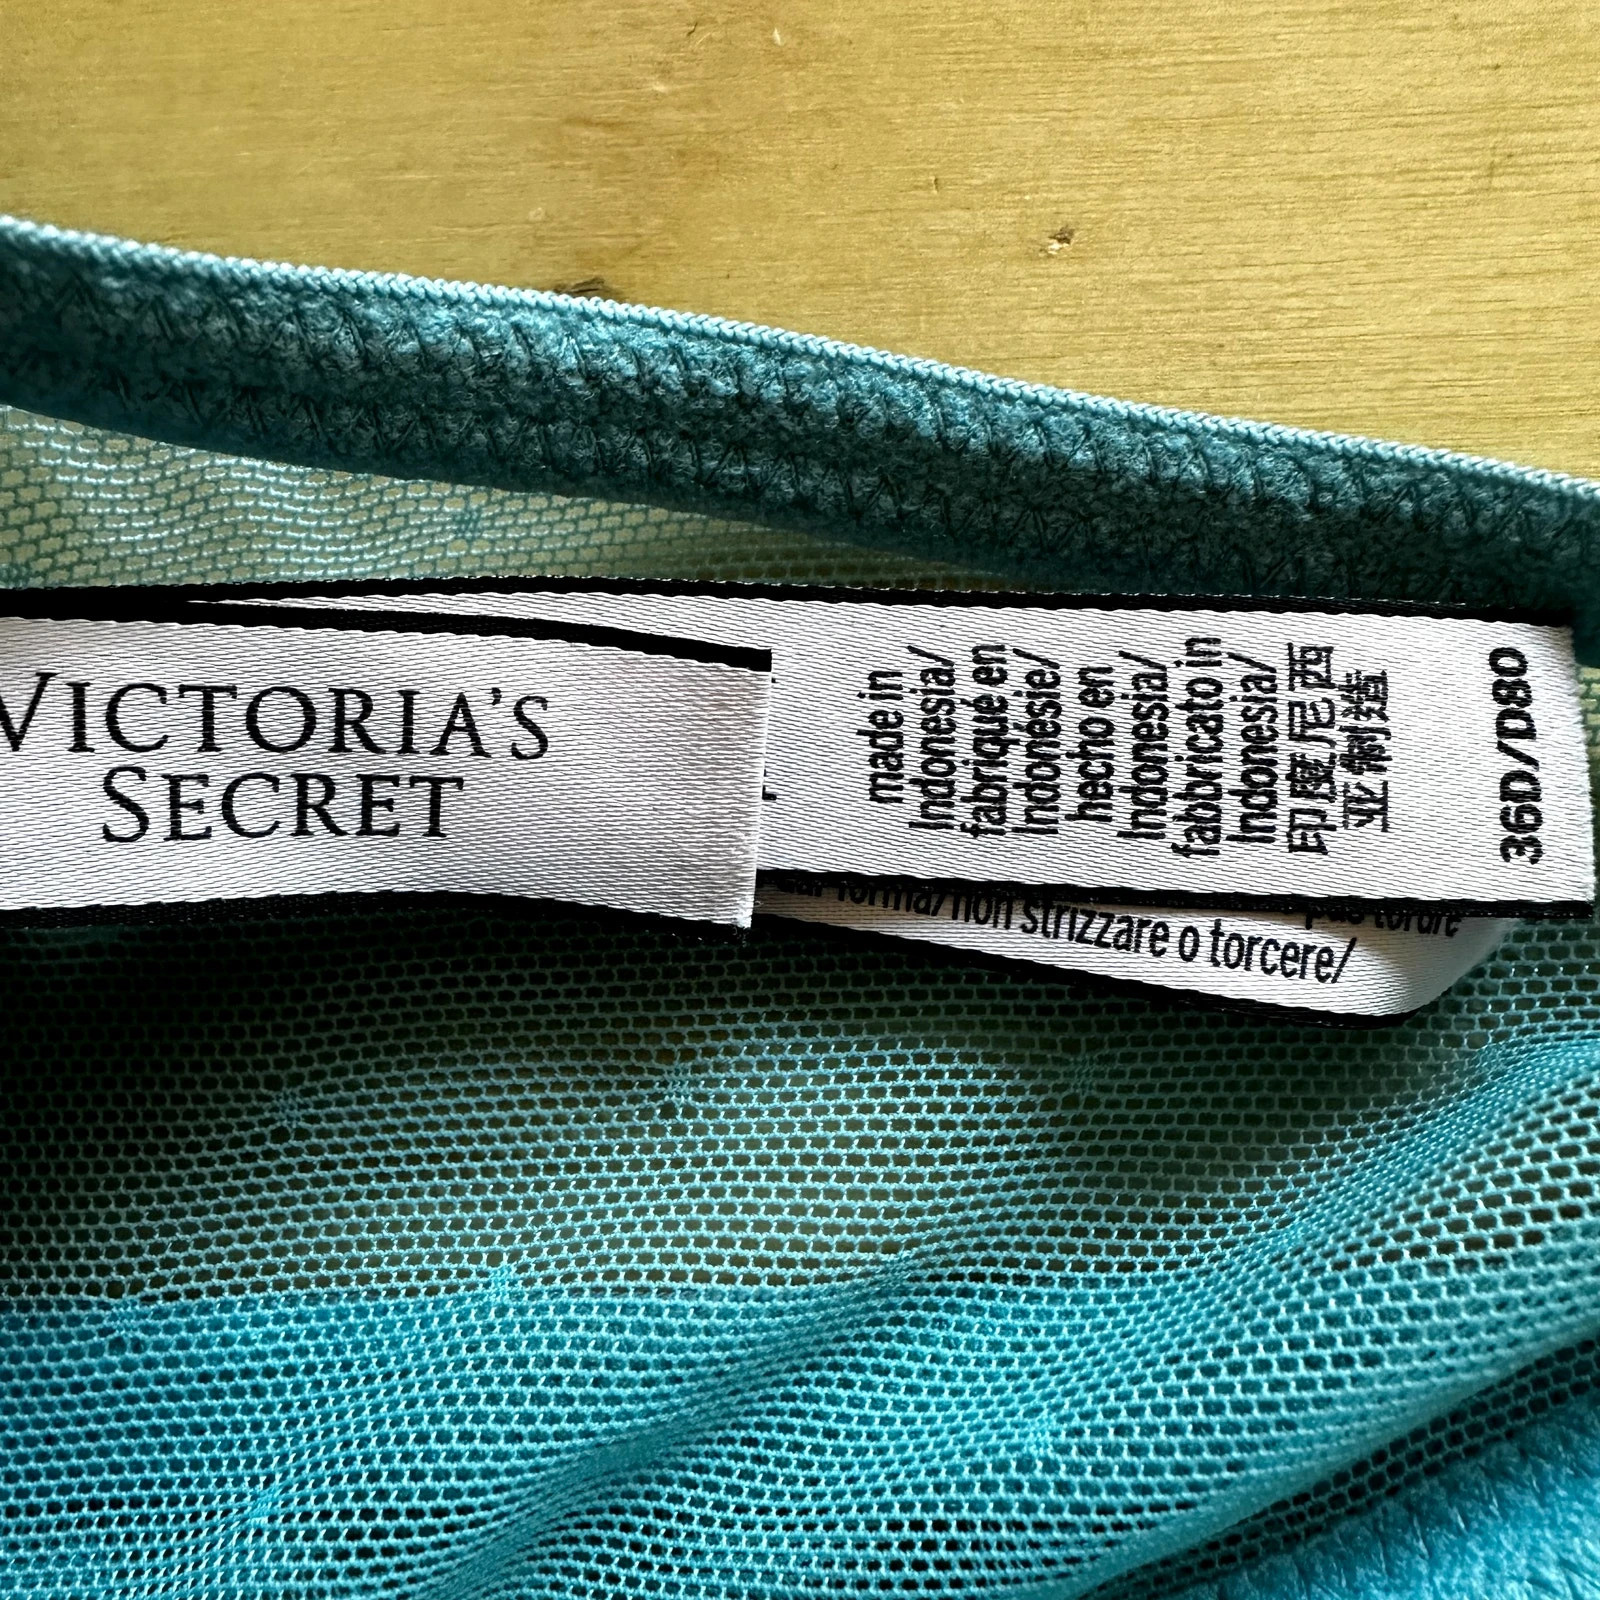 VICTORIA'S
SECRET
made in
Indonesia/
fabriqué en
Indonésie/
hecho en
Indonesia/
fabbricato in
Indonesia/
印度尼西
亚制造
36D/D80
forma/non strizzare o torcere/